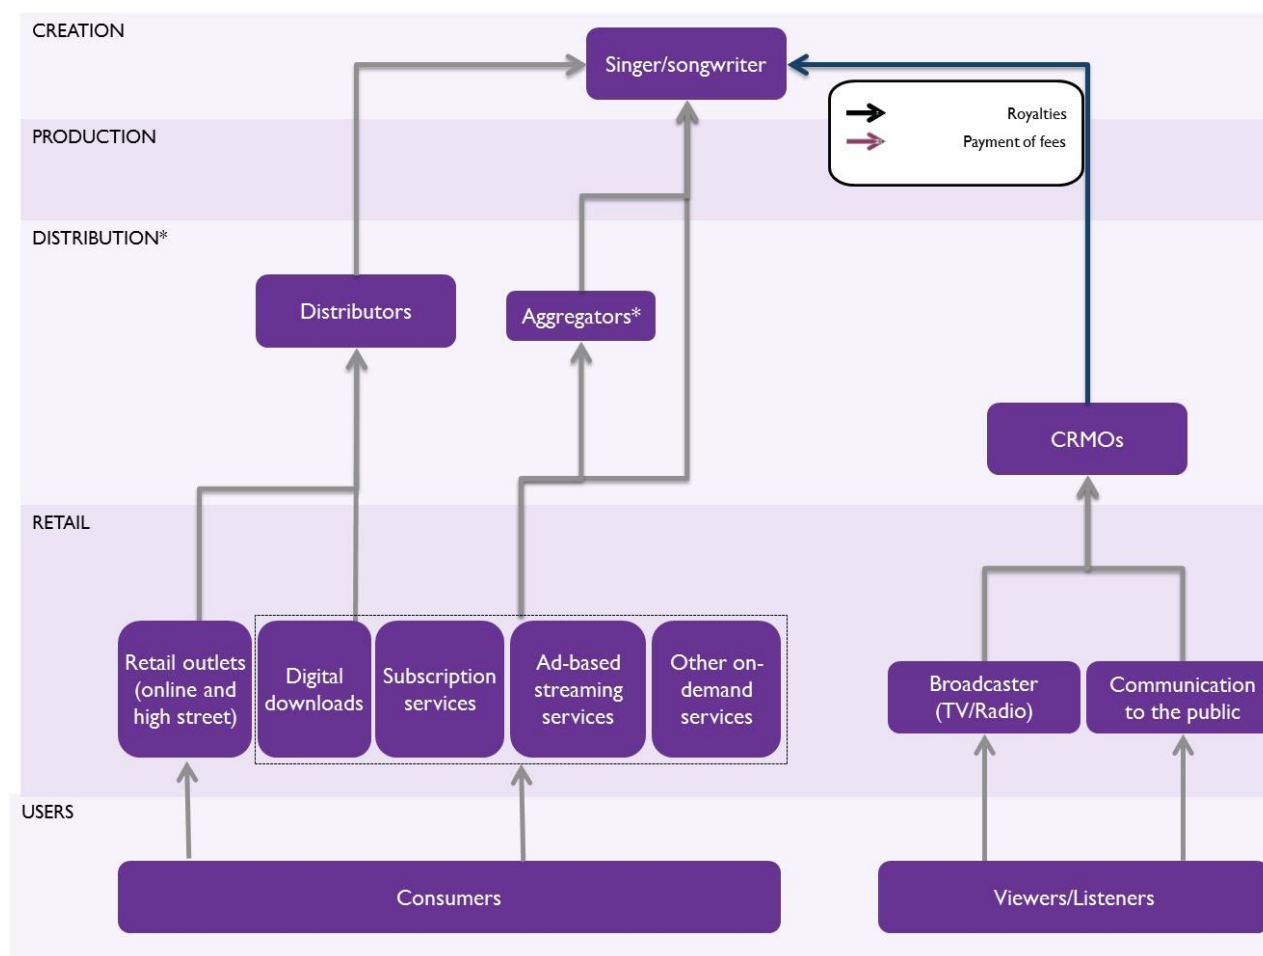 CREATION
Singer/songwriter
Royalties
Payment of fees
PRODUCTION
DISTRIBUTION*
Distributors
Aggregators*
CRMOs
RETAIL
Retail outlets
(online and
high street)
Digital
downloads
Subscription
services
Ad-based
streaming
services
Other on-
demand
services
Broadcaster
(TV/Radio)
Communication
to the public
USERS
Consumers
Viewers/Listeners